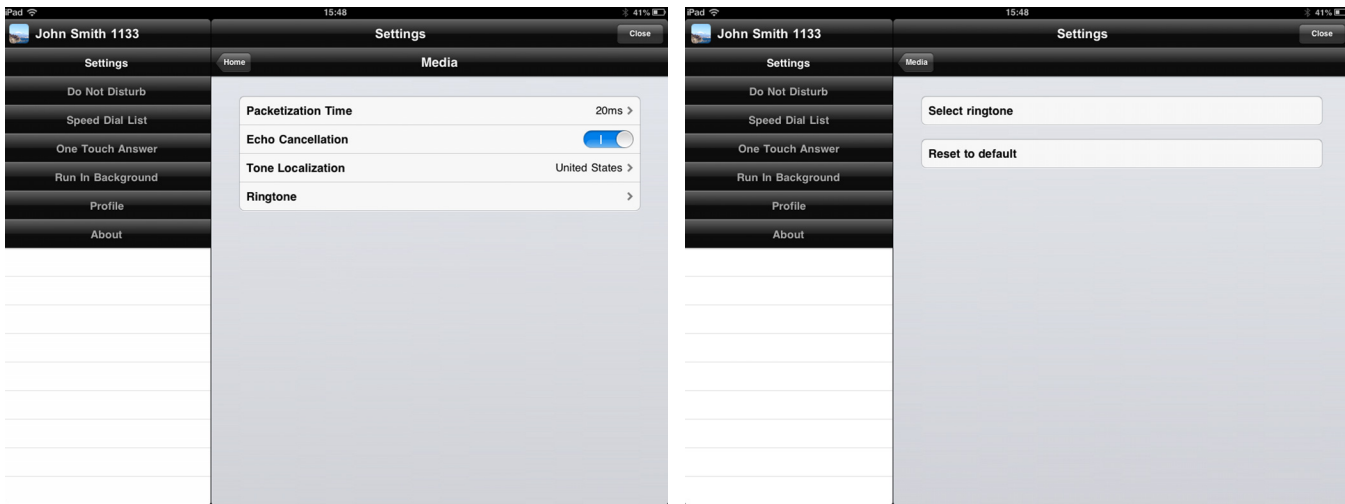 iPad 15:48 41%
John Smith 1133 Settings Close
Settings Home Media
Do Not Disturb
Speed Dial List
One Touch Answer
Run In Background
Profile
About
Packetization Time 20ms >
Echo Cancellation I
Tone Localization United States >
Ringtone >
iPad 15:48 41%
John Smith 1133 Settings Close
Settings Media
Do Not Disturb
Speed Dial List
One Touch Answer
Run In Background
Profile
About
Select ringtone
Reset to default